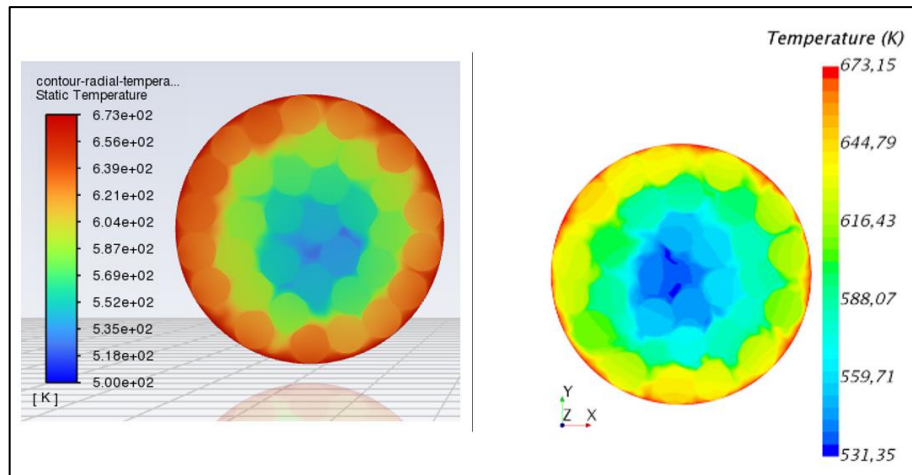 contour-radial-tempera...
Static Temperature
6.73e+02
6.56e+02
6.39e+02
6.21e+02
6.04e+02
5.87e+02
5.70e+02
5.52e+02
5.35e+02
5.18e+02
5.00e+02
[ K ]
Temperature (K)
673,15
644,79
616,43
588,07
559,71
531,35
Y
Z X